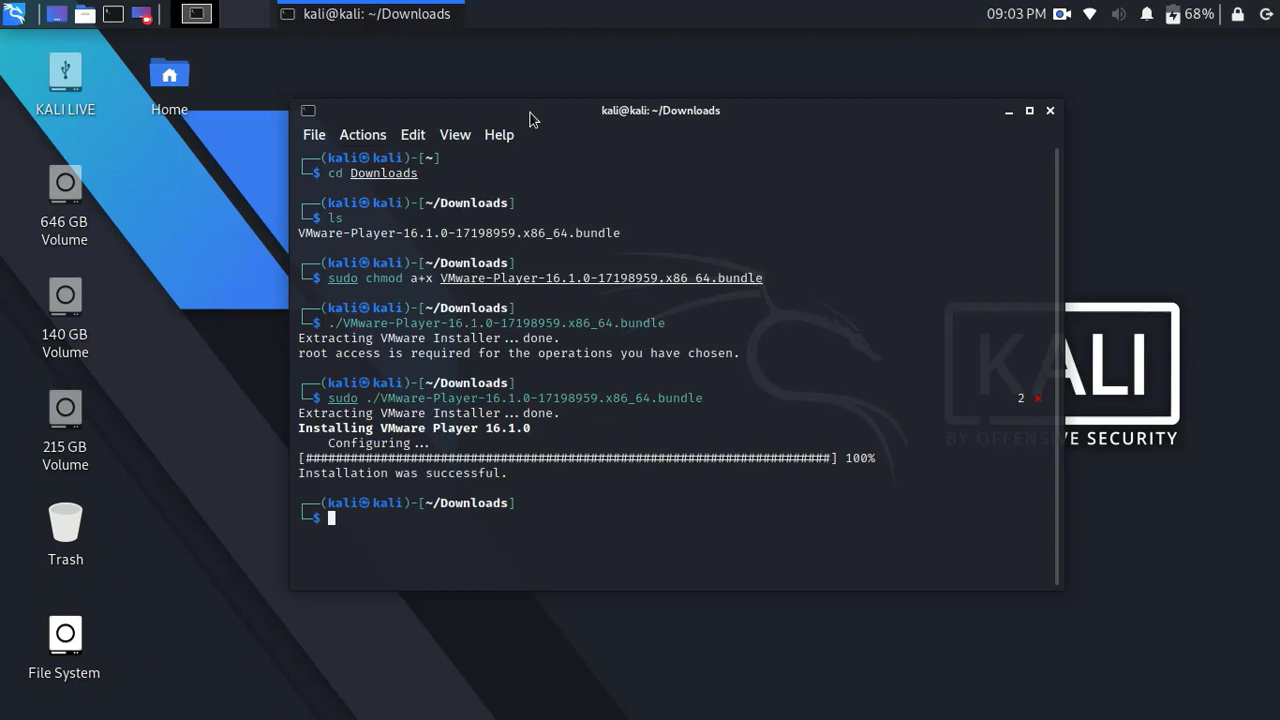 kali@kali: ~/Downloads
09:03 PM
68%
KALI LIVE
Home
646 GB
Volume
140 GB
Volume
215 GB
Volume
Trash
File System
kali@kali: ~/Downloads
File Actions Edit View Help
┌──(kali㉿kali)-[~]
└─$ cd Downloads
┌──(kali㉿kali)-[~/Downloads]
└─$ ls
VMware-Player-16.1.0-17198959.x86_64.bundle
┌──(kali㉿kali)-[~/Downloads]
└─$ sudo chmod a+x VMware-Player-16.1.0-17198959.x86_64.bundle
┌──(kali㉿kali)-[~/Downloads]
└─$ ./VMware-Player-16.1.0-17198959.x86_64.bundle
Extracting VMware Installer...done.
root access is required for the operations you have chosen.
┌──(kali㉿kali)-[~/Downloads]
└─$ sudo ./VMware-Player-16.1.0-17198959.x86_64.bundle
2 ⨯
Extracting VMware Installer...done.
Installing VMware Player 16.1.0
Configuring...
[######################################################################] 100%
Installation was successful.
┌──(kali㉿kali)-[~/Downloads]
└─$
KALI
BY OFFENSIVE SECURITY